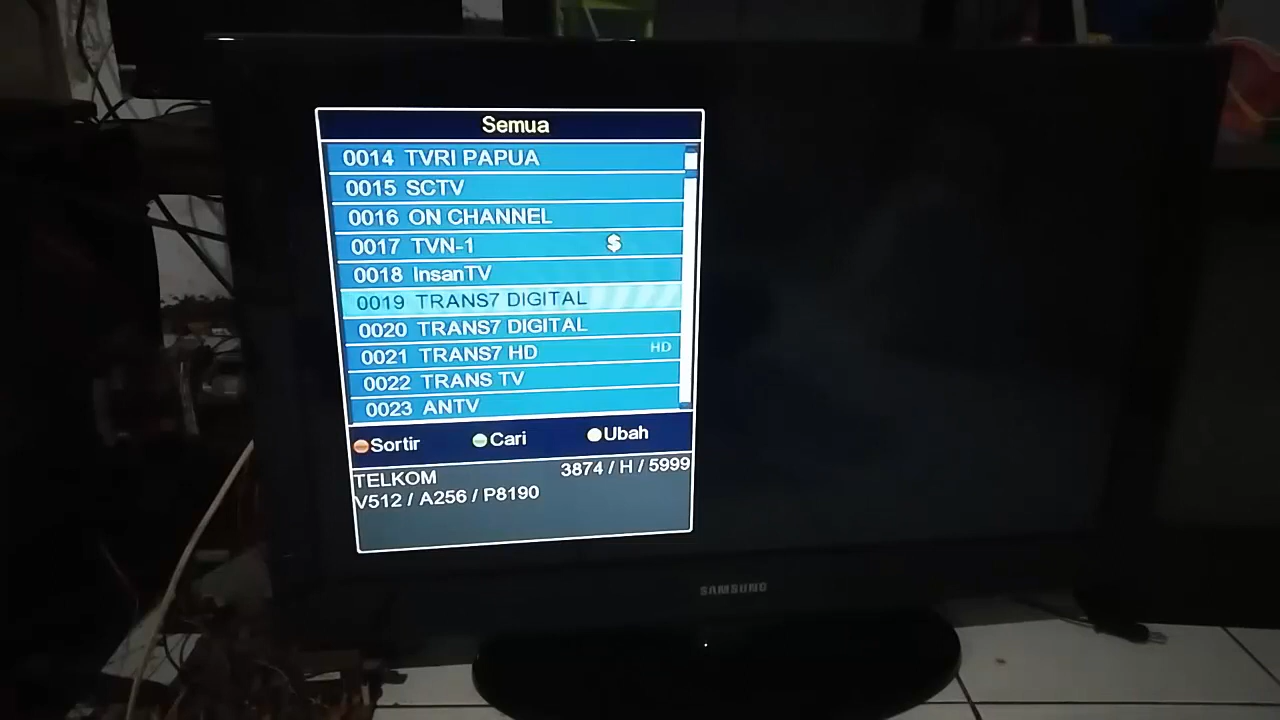 Semua
0014 TVRI PAPUA
0015 SCTV
0016 ON CHANNEL
0017 TVN-1 $
0018 InsanTV
0019 TRANS7 DIGITAL
0020 TRANS7 DIGITAL
0021 TRANS7 HD HD
0022 TRANS TV
0023 ANTV
Sortir Cari Ubah
TELKOM 3874 / H / 5999
V512 / A256 / P8190
SAMSUNG